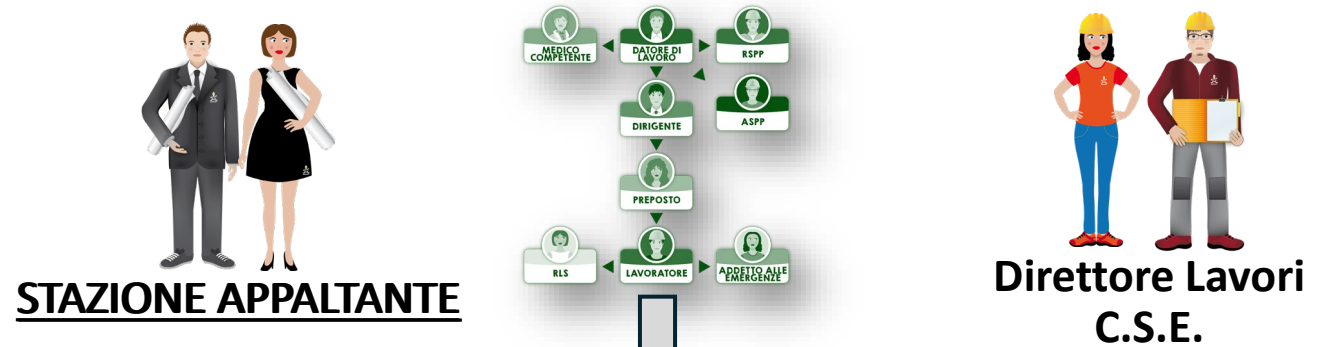 MEDICO
COMPETENTE
DATORE DI
LAVORO
RSPP
DIRIGENTE
ASPP
PREPOSTO
RLS
LAVORATORE
ADDETTO ALLE
EMERGENZE
STAZIONE APPALTANTE
Direttore Lavori
C.S.E.